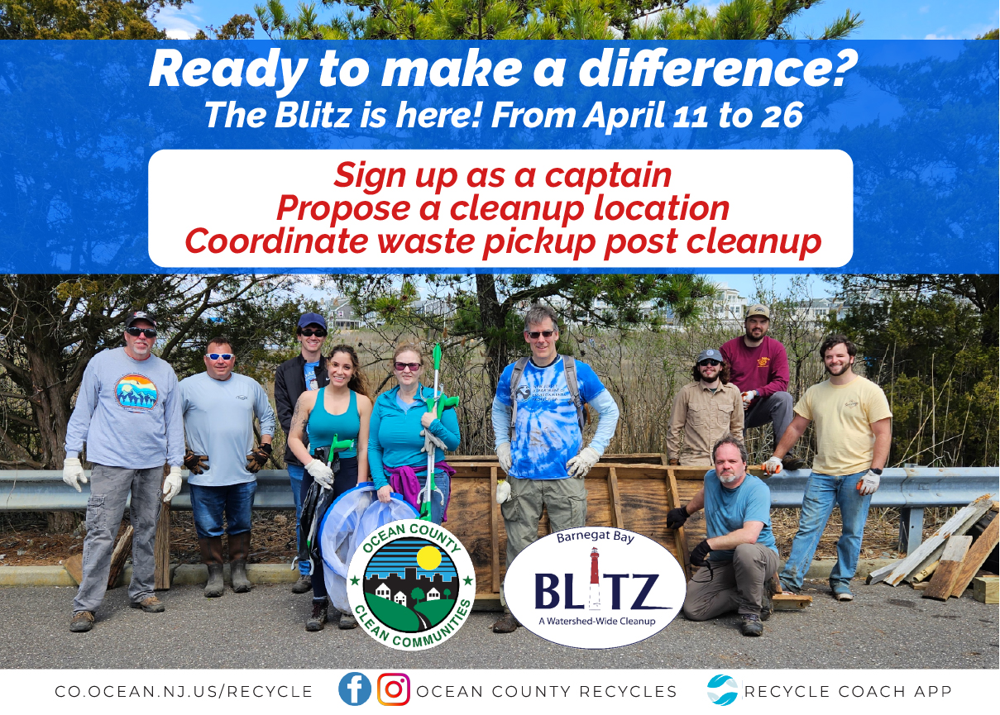 Ready to make a difference?
The Blitz is here! From April 11 to 26
Sign up as a captain
Propose a cleanup location
Coordinate waste pickup post cleanup
OCEAN COUNTY
CLEAN COMMUNITIES
Barnegat Bay
BLITZ
A Watershed-Wide Cleanup
CO.OCEAN.NJ.US/RECYCLE
OCEAN COUNTY RECYCLES
RECYCLE COACH APP